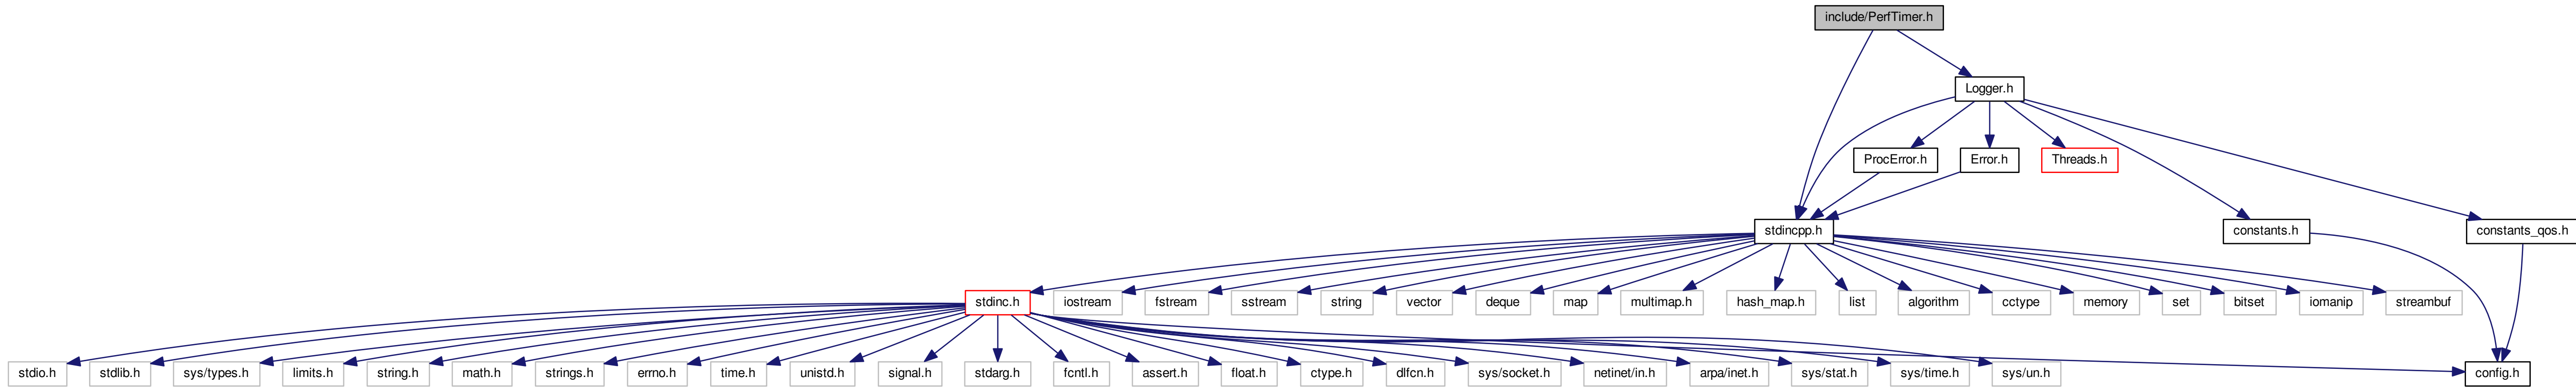 include/PerfTimer.h
Logger.h
ProcError.h
Error.h
Threads.h
stdincpp.h
constants.h
constants_qos.h
stdinc.h
iostream
fstream
sstream
string
vector
deque
map
multimap.h
hash_map.h
list
algorithm
cctype
memory
set
bitset
iomanip
streambuf
stdio.h
stdlib.h
sys/types.h
limits.h
string.h
math.h
strings.h
errno.h
time.h
unistd.h
signal.h
stdarg.h
fcntl.h
assert.h
float.h
ctype.h
dlfcn.h
sys/socket.h
netinet/in.h
arpa/inet.h
sys/stat.h
sys/time.h
sys/un.h
config.h